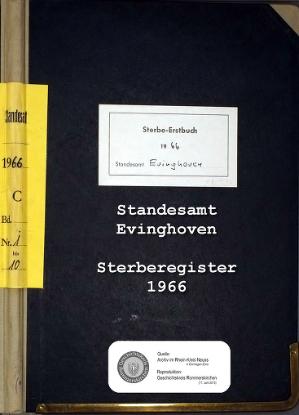 Standesamt
1966
C
Bd.
Nr. 1
bis
10
Sterbe-Erstbuch
19 66
Standesamt Evinghoven
Standesamt
Evinghoven
Sterberegister
1966
Quelle:
Archiv im Rhein-Kreis Neuss
Reproduktion:
Geschichtskreis Rommerskirchen